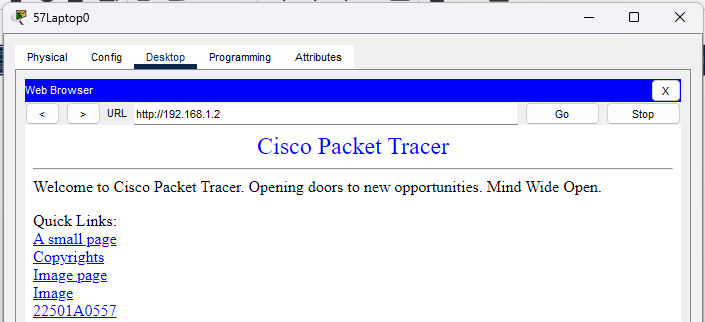 57Laptop0
Physical Config Desktop Programming Attributes
Web Browser X
< > URL http://192.168.1.2 Go Stop
Cisco Packet Tracer
Welcome to Cisco Packet Tracer. Opening doors to new opportunities. Mind Wide Open.
Quick Links:
A small page
Copyrights
Image page
Image
22501A0557